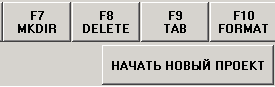 F7 F8 F9 F10
MKDIR DELETE TAB FORMAT
НАЧАТЬ НОВЫЙ ПРОЕКТ